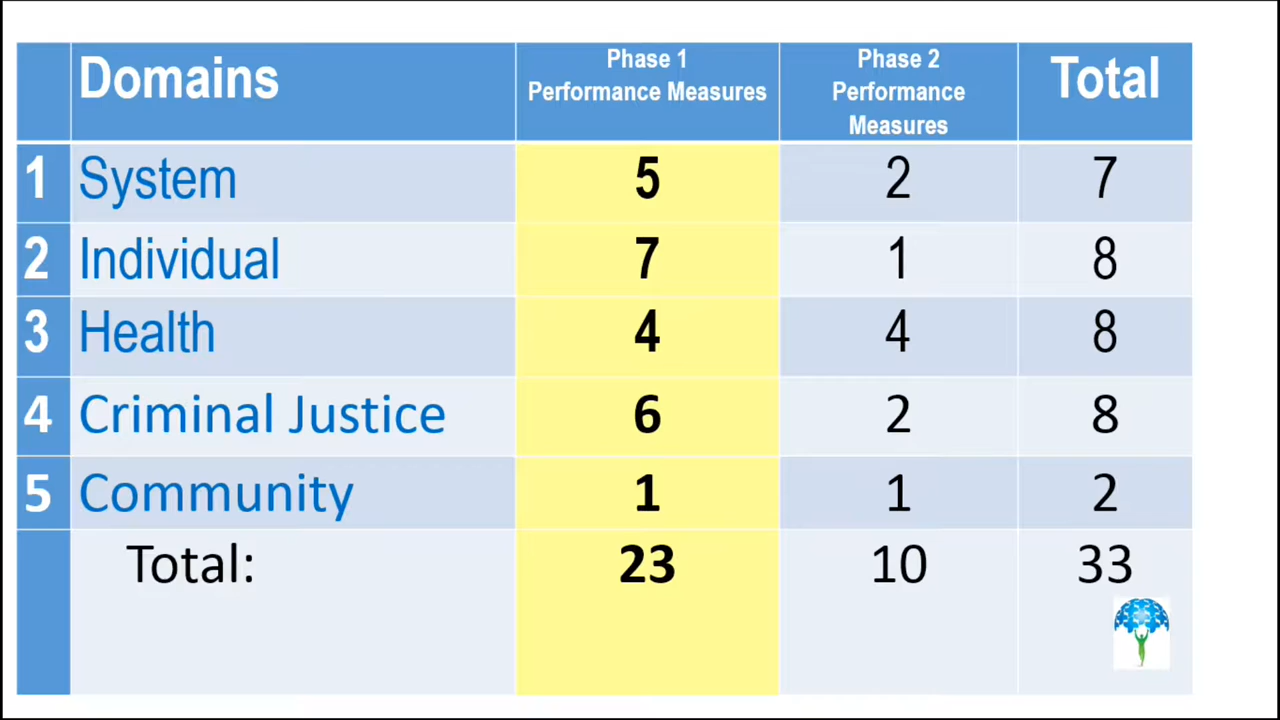 Domains Phase 1 Performance Measures Phase 2 Performance Measures Total
1 System 5 2 7
2 Individual 7 1 8
3 Health 4 4 8
4 Criminal Justice 6 2 8
5 Community 1 1 2
Total: 23 10 33